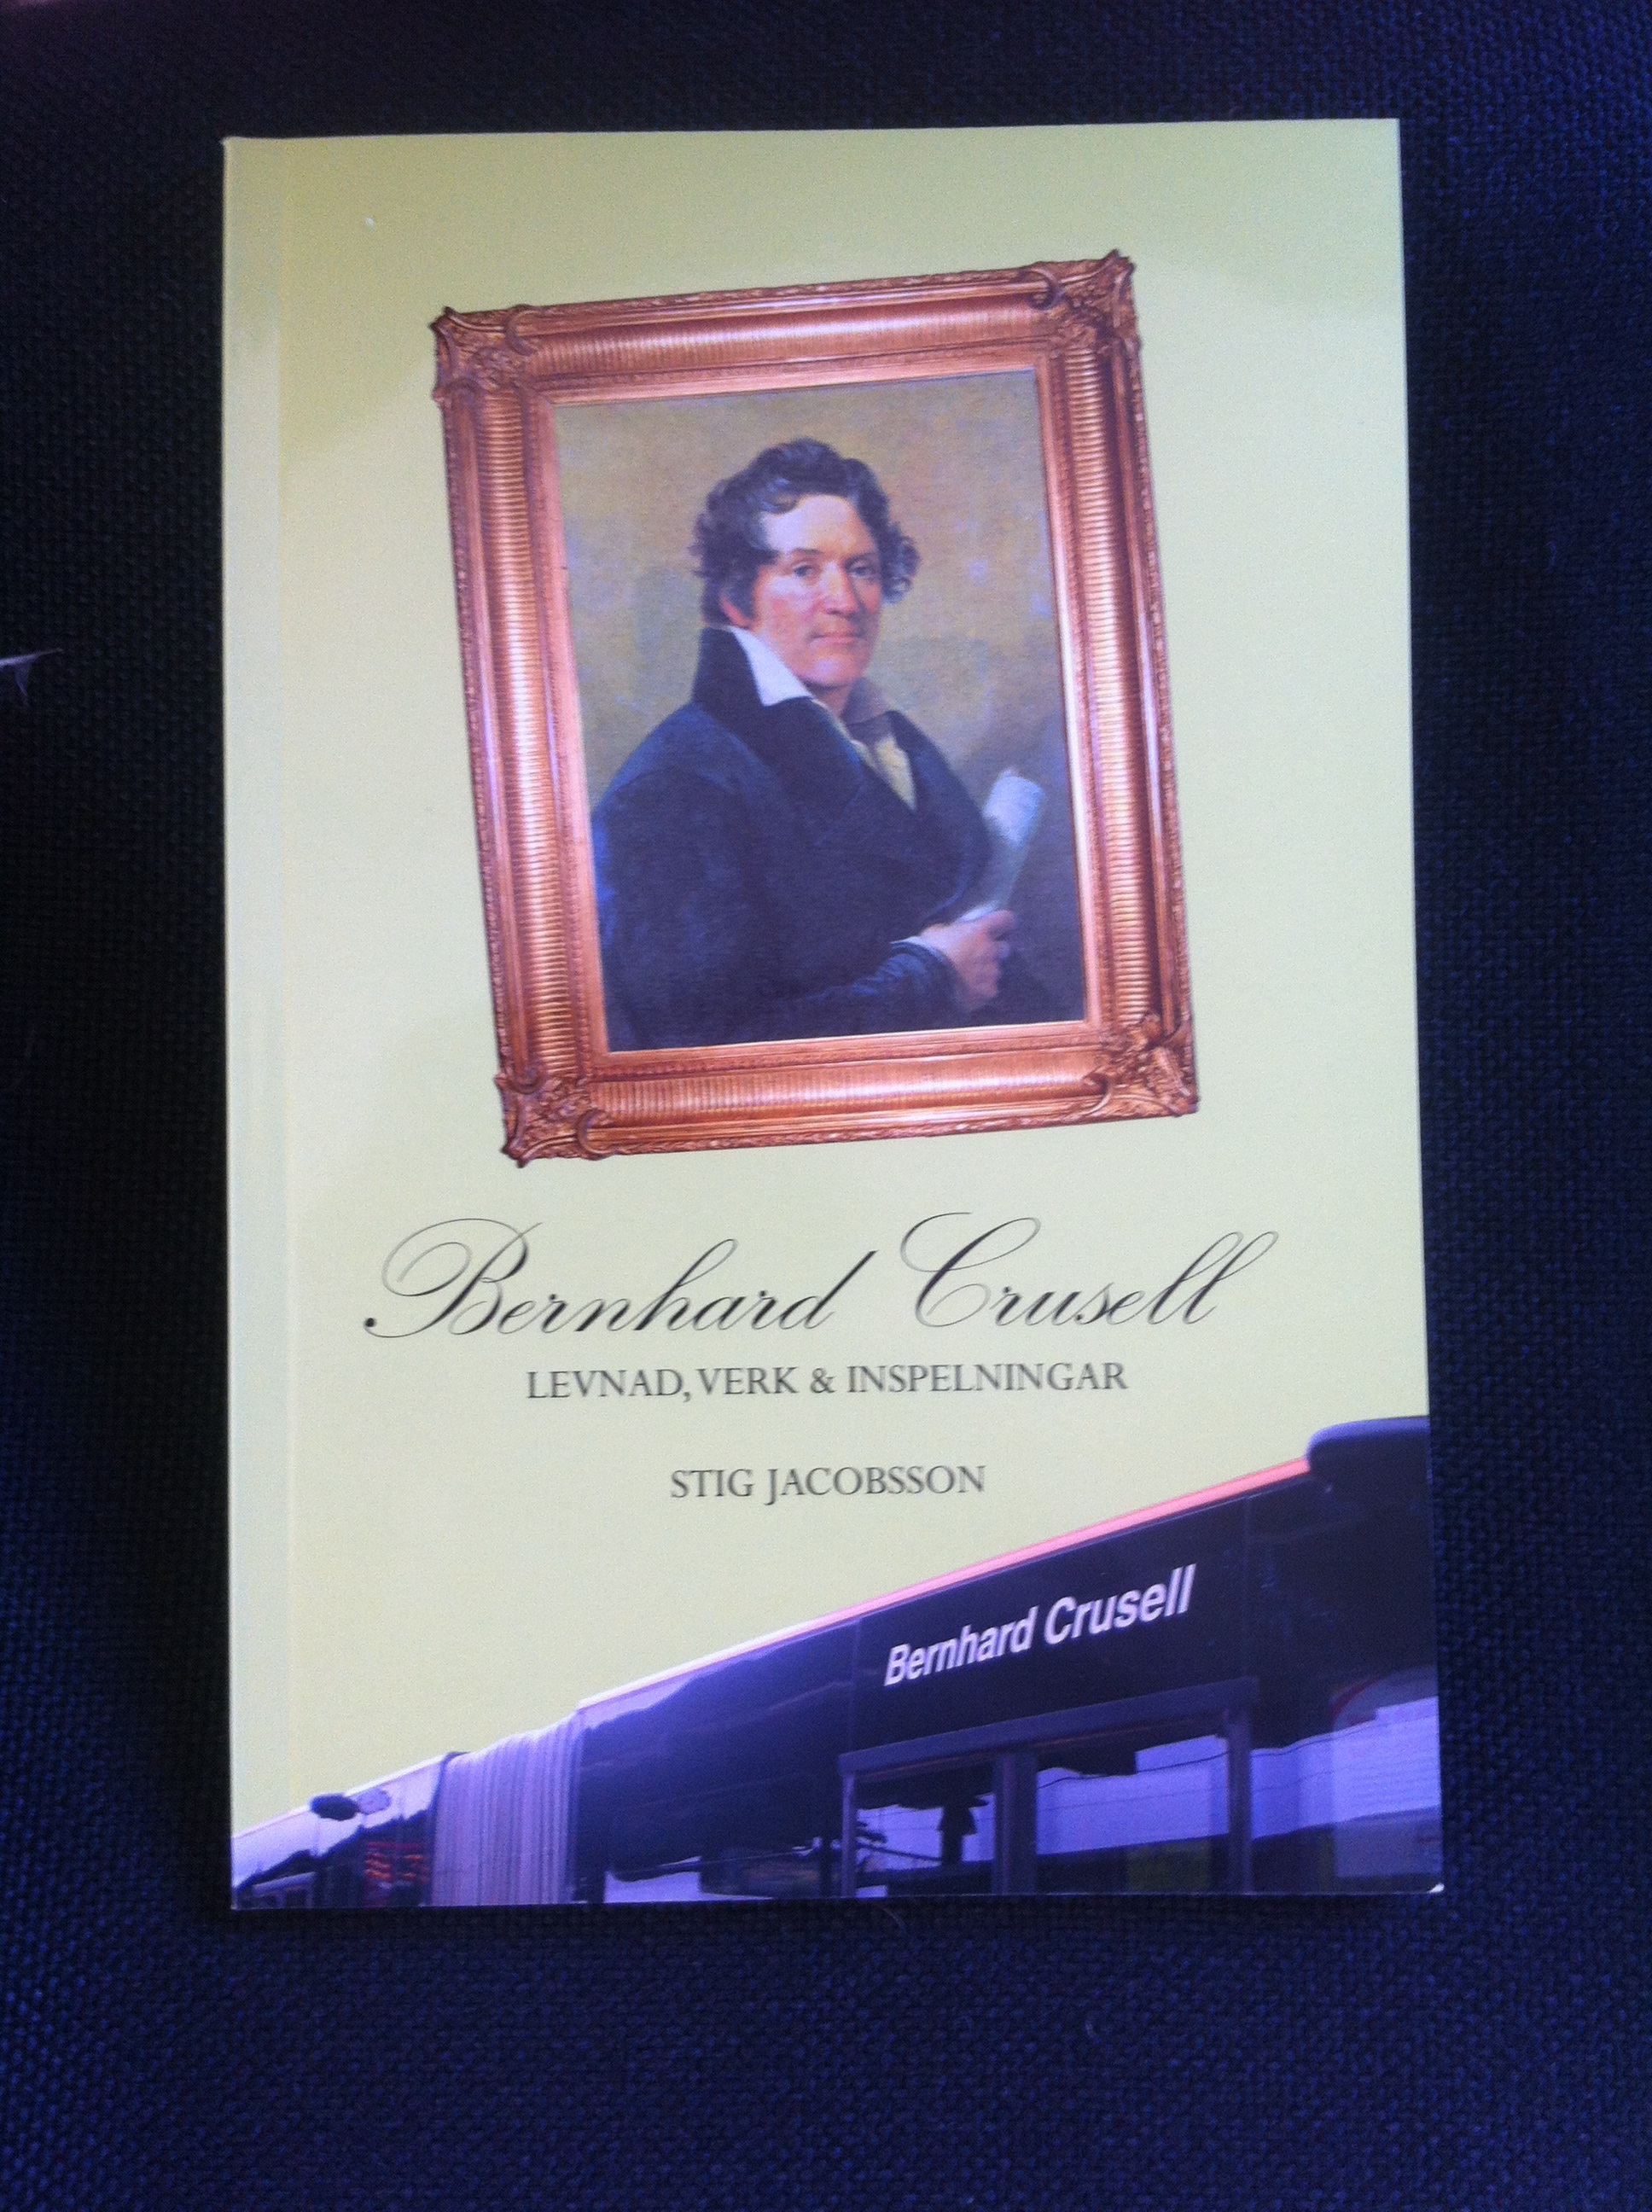 Bernhard Crusell
LEVNAD, VERK & INSPELNINGAR
STIG JACOBSSON
Bernhard Crusell